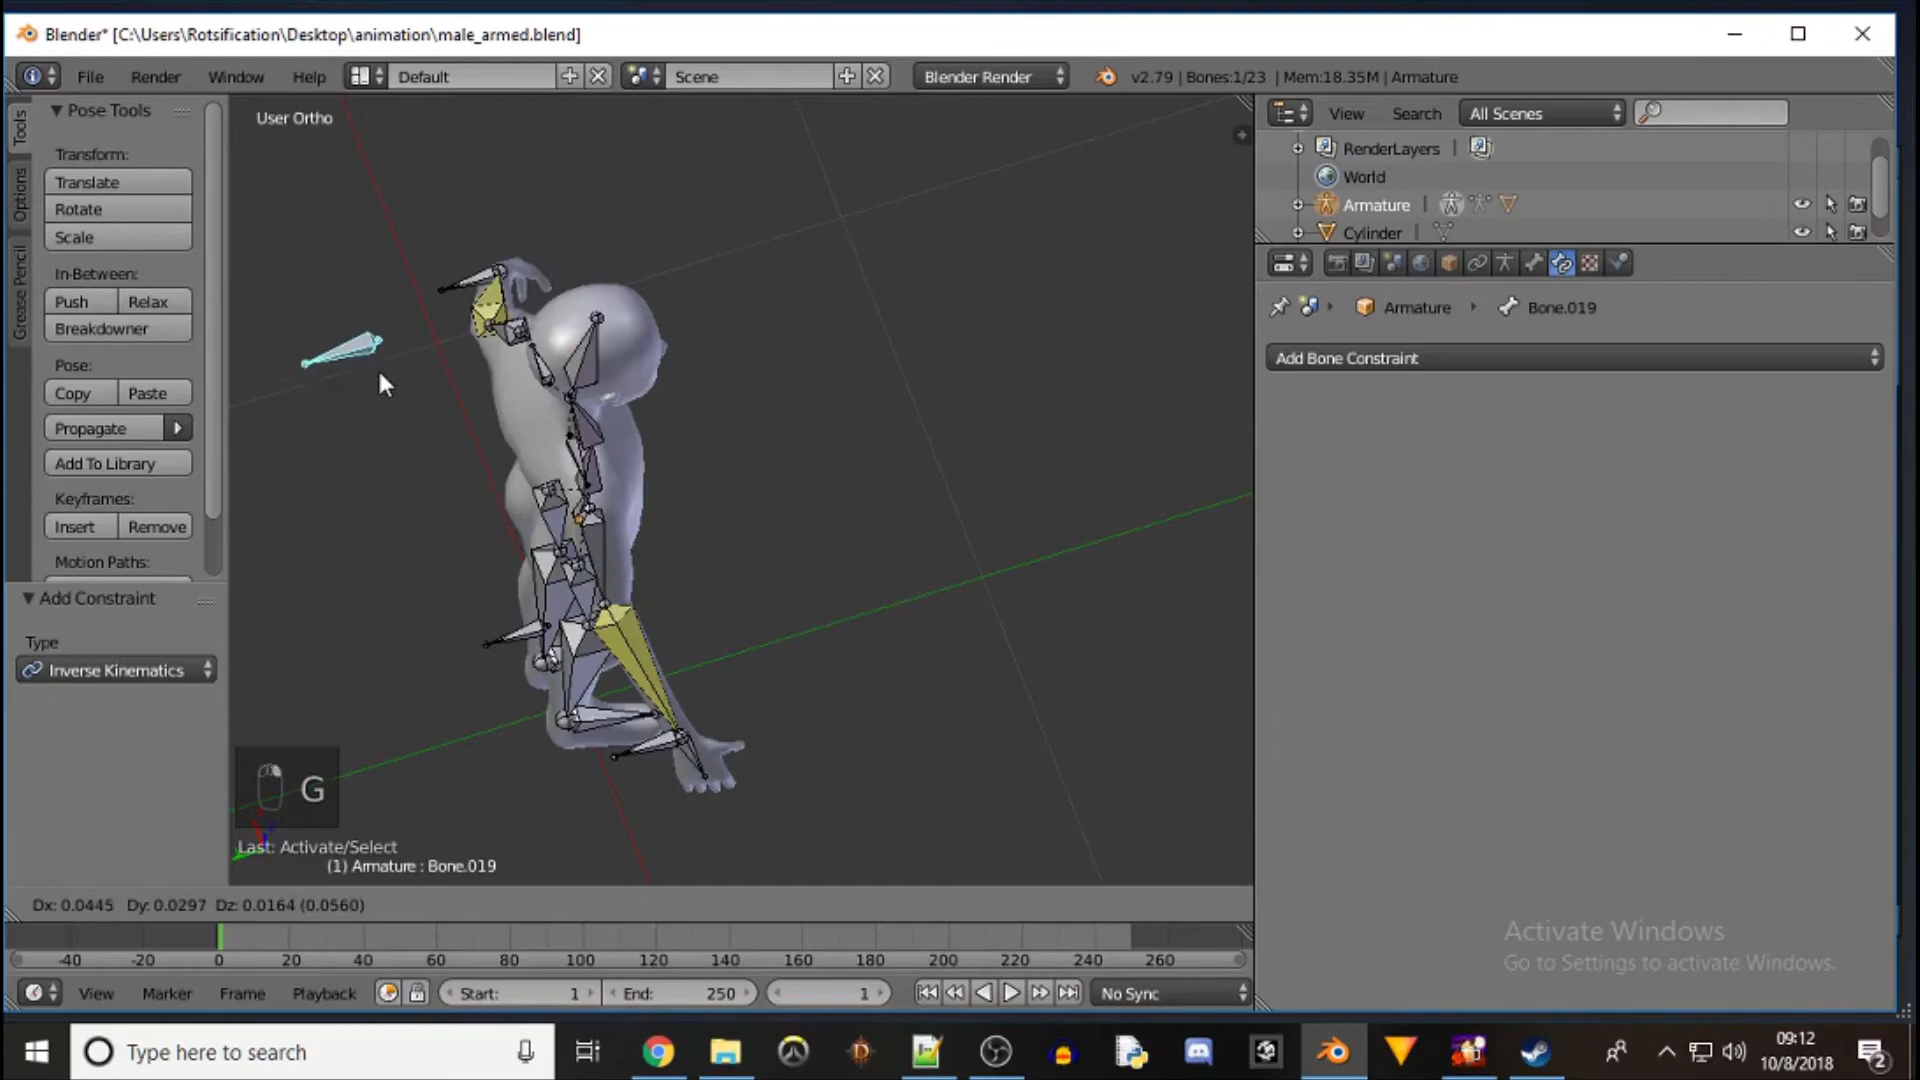 Blender* [C:\Users\Rotsification\Desktop\animation\male_armed.blend]
File Render Window Help Default Scene Blender Render v2.79 | Bones:1/23 | Mem:18.35M | Armature
Pose Tools
Transform:
Translate
Rotate
Scale
In-Between:
Push Relax
Breakdowner
Pose:
Copy Paste
Propagate
Add To Library
Keyframes:
Insert Remove
Motion Paths:
Tools
Options
Grease Pencil
Add Constraint
Type
Inverse Kinematics
User Ortho
G
Last: Activate/Select
(1) Armature : Bone.019
Dx: 0.0445 Dy: 0.0297 Dz: 0.0164 (0.0560)
View Search All Scenes
RenderLayers
World
Armature
Cylinder
Armature Bone.019
Add Bone Constraint
Activate Windows
Go to Settings to activate Windows.
-40 -20 0 20 40 60 80 100 120 140 160 180 200 220 240 260
View Marker Frame Playback Start: 1 End: 250 1 No Sync
Type here to search
09:12
10/8/2018
2